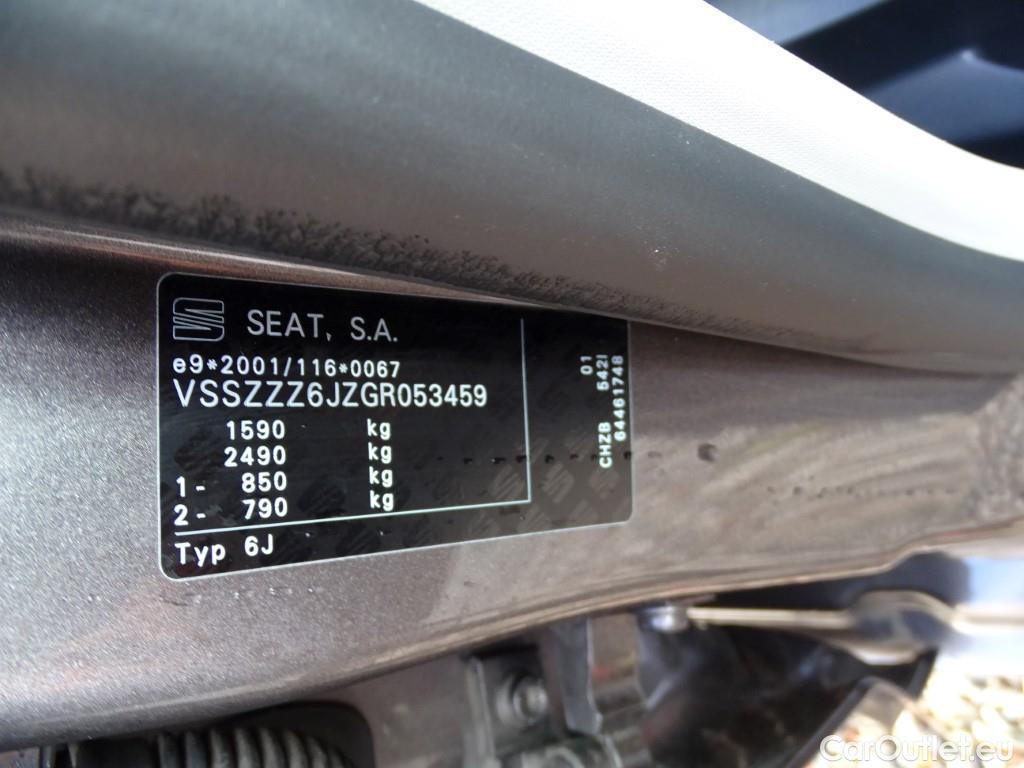 SEAT, S.A.
e9*2001/116*0067
VSSZZZ6JZGR053459
1590 kg
2490 kg
1- 850 kg
2- 790 kg
Typ 6J
01
CHZB 542I
64461748
CarOutlet.eu